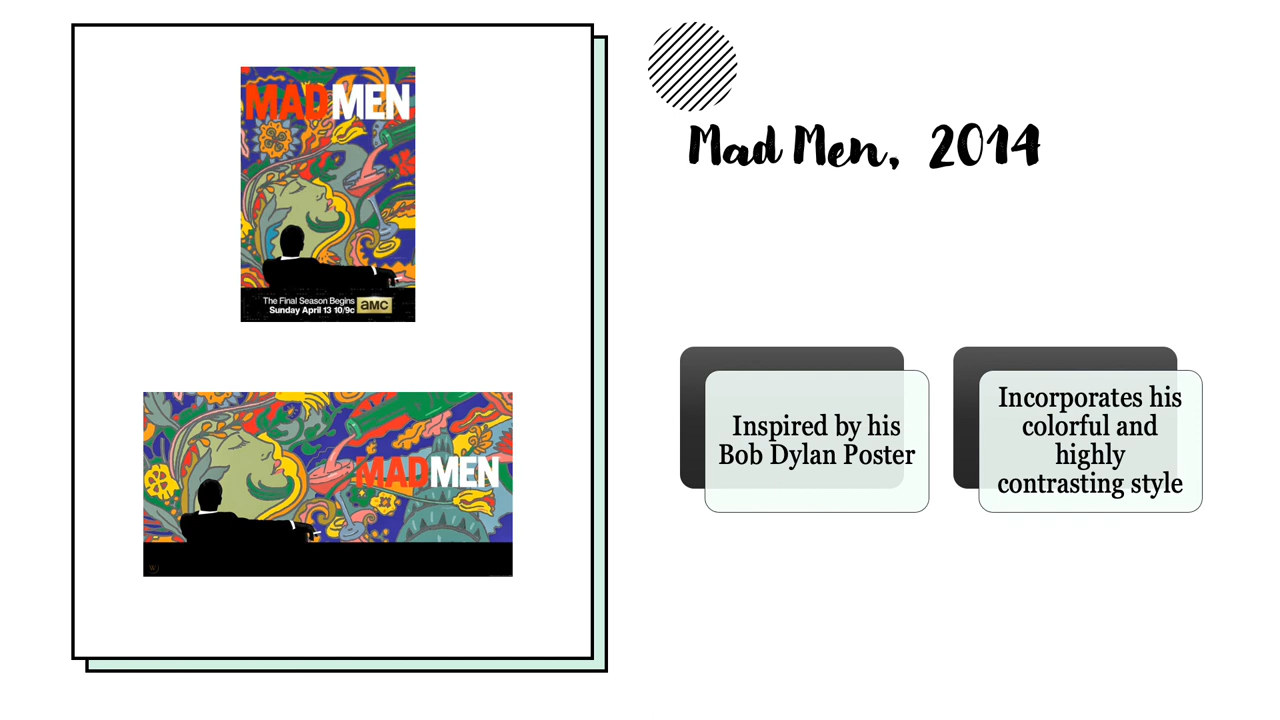 MAD MEN
The Final Season Begins
Sunday April 13 10/9c aMC
MAD MEN
W
Mad Men, 2014
Inspired by his
Bob Dylan Poster
Incorporates his
colorful and
highly
contrasting style